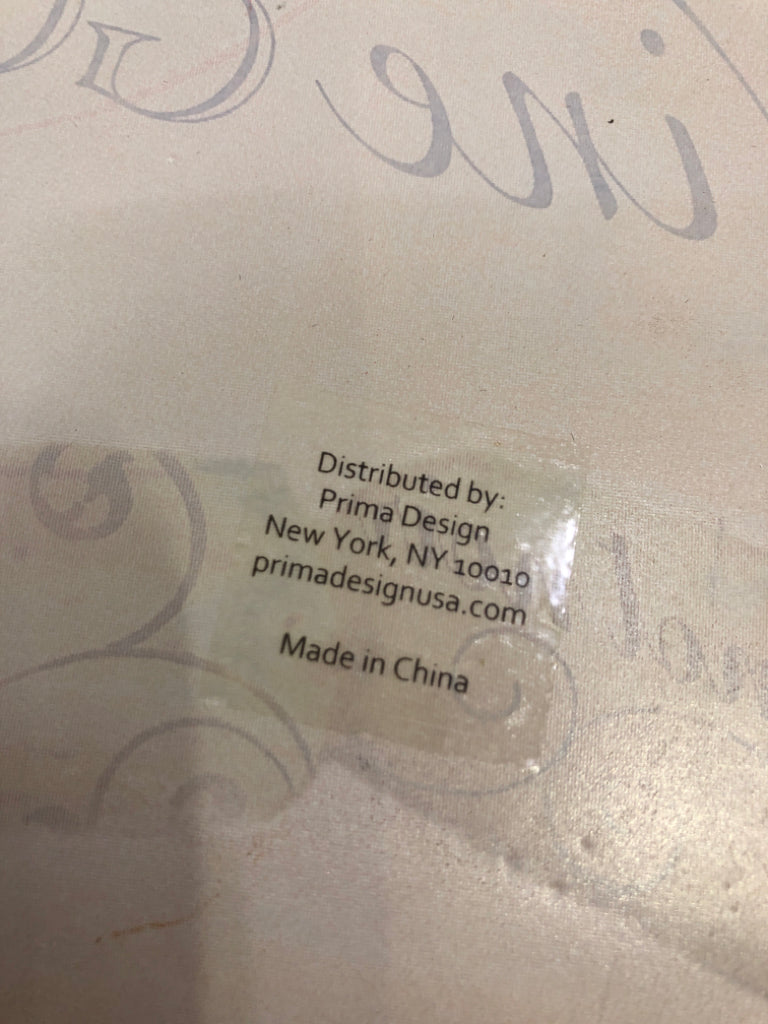 Distributed by:
Prima Design
New York, NY 10010
primadesignusa.com
Made in China